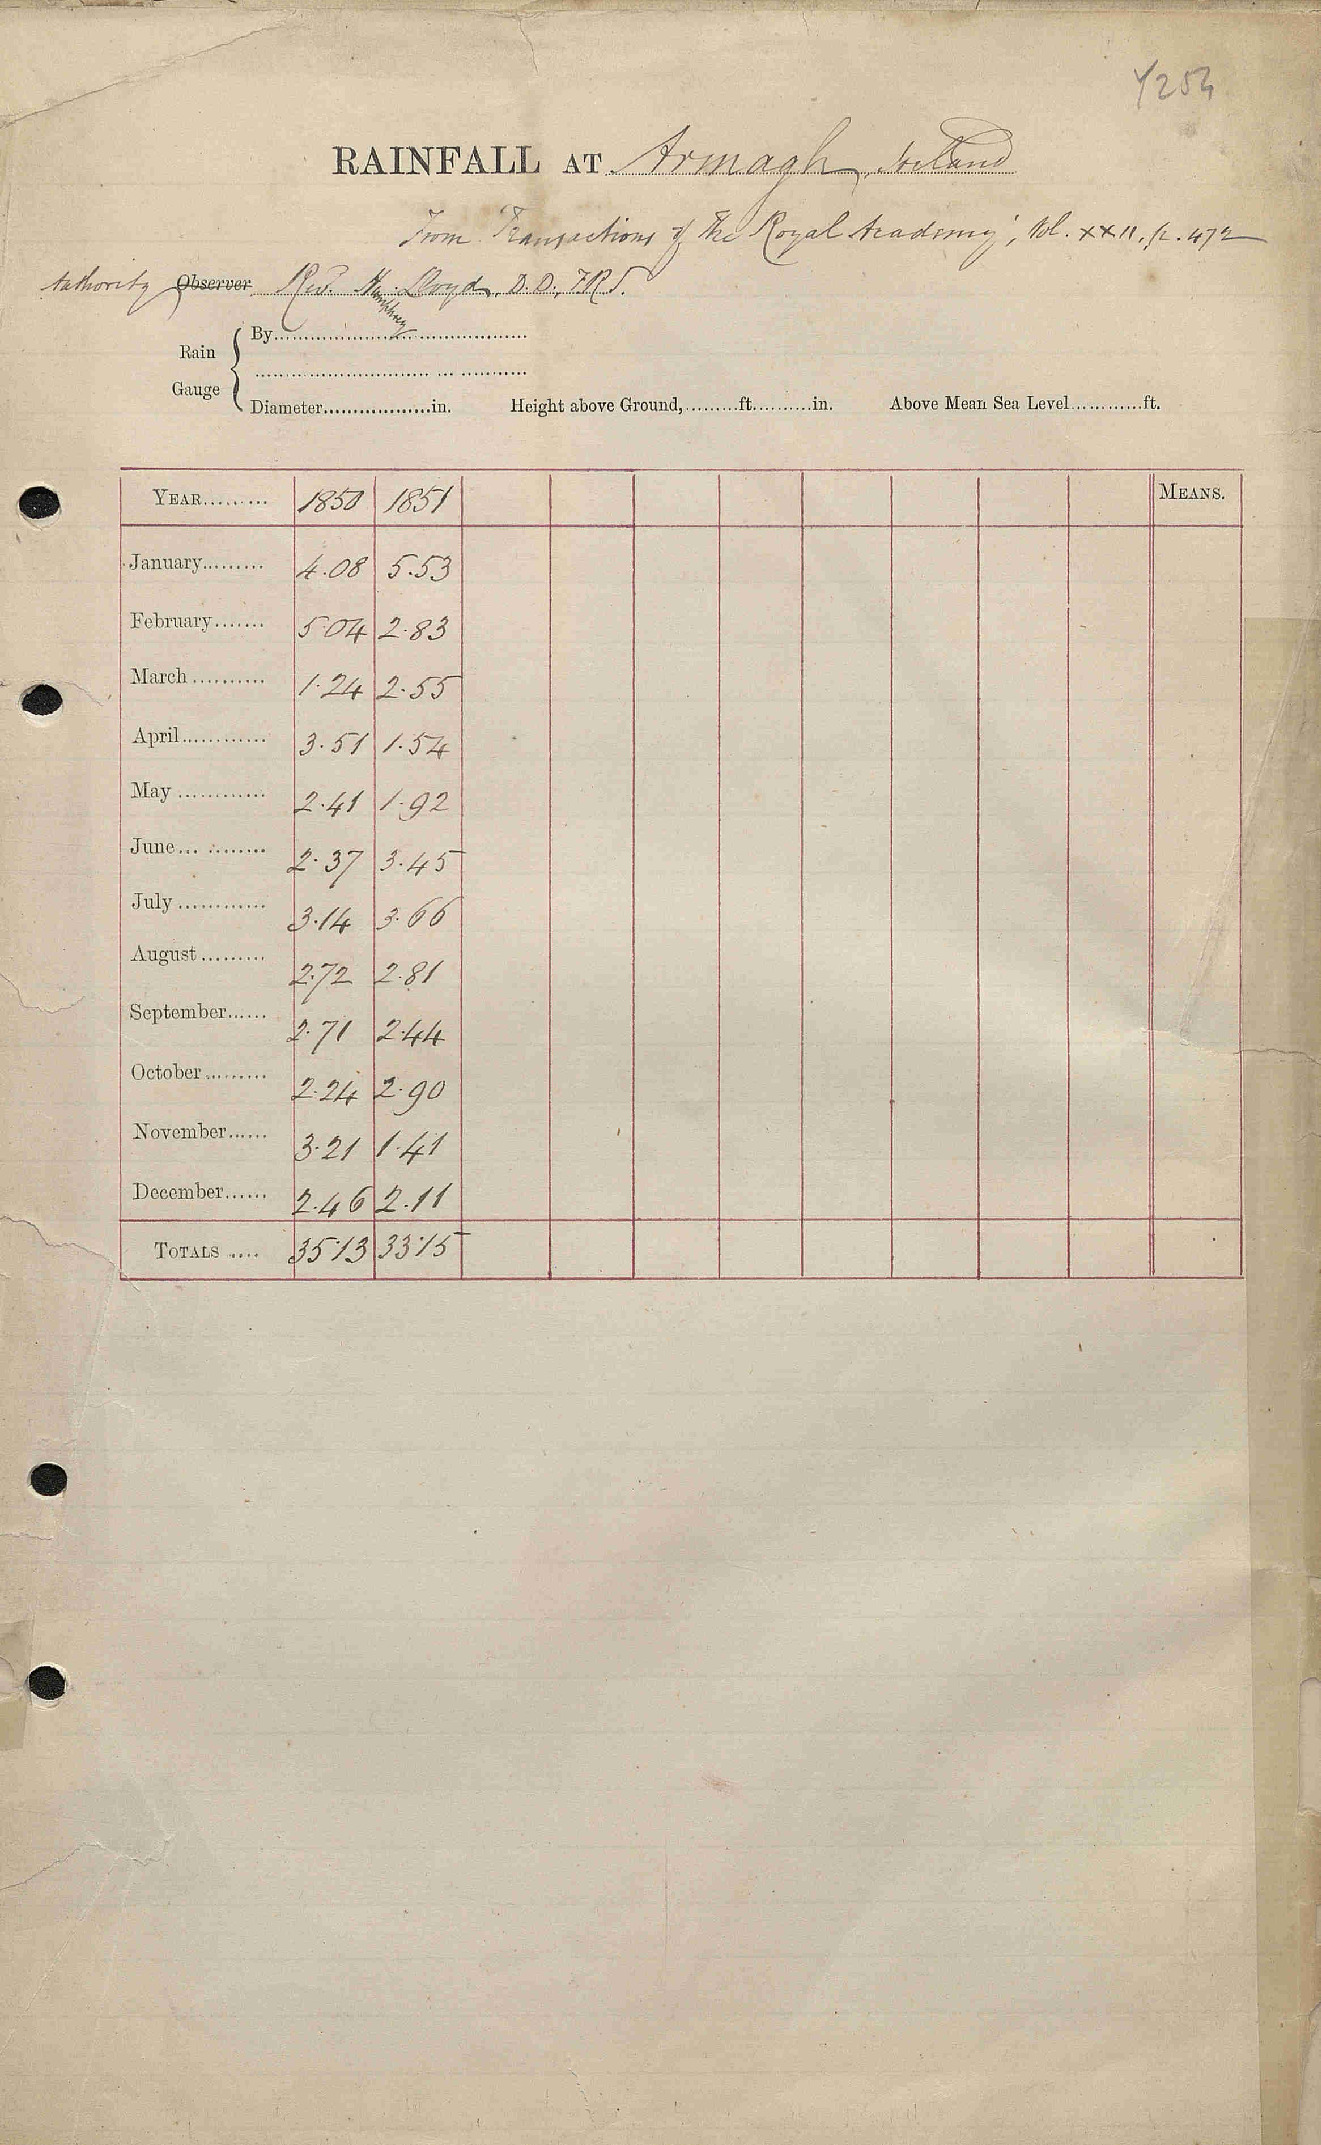 Y254
RAINFALL AT Armagh, Ireland
From 'Transactions of the Royal Academy', Vol. XXII, p. 472
Authority Observer Rev. H. Lloyd, D.D., F.R.S.
Humphrey
By
Rain
Gauge
Diameter..................in. Height above Ground,.........ft..........in. Above Mean Sea Level............ft.
YEAR......... 1850 1851 MEANS.
January......... 4.08 5.53
February....... 5.04 2.83
March.......... 1.24 2.55
April............ 3.51 1.54
May............ 2.41 1.92
June... ........ 2.37 3.45
July............ 3.14 3.66
August......... 2.72 2.81
September...... 2.71 2.44
October......... 2.24 2.90
November...... 3.21 1.41
December...... 2.46 2.11
TOTALS .... 35.13 33.15